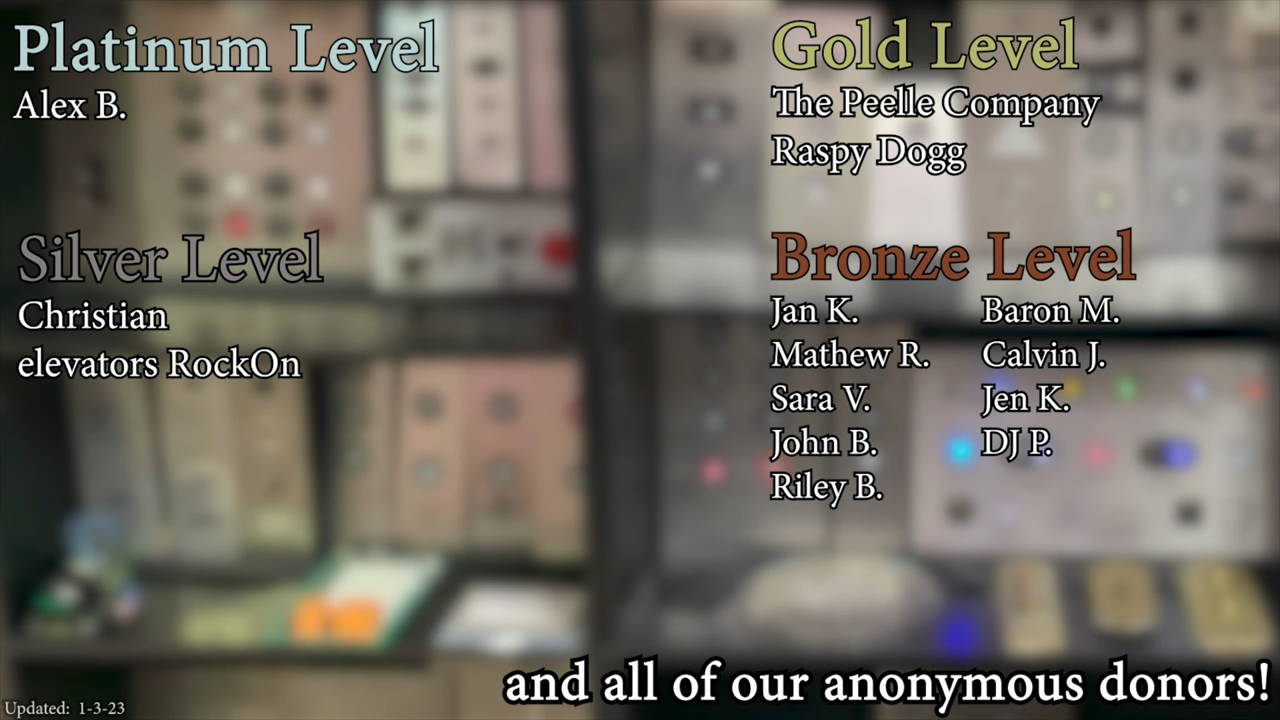 Platinum Level
Alex B.
Gold Level
The Peelle Company
Raspy Dogg
Silver Level
Christian
elevators RockOn
Bronze Level
Jan K.
Mathew R.
Sara V.
John B.
Riley B.
Baron M.
Calvin J.
Jen K.
DJ P.
and all of our anonymous donors!
Updated: 1-3-23